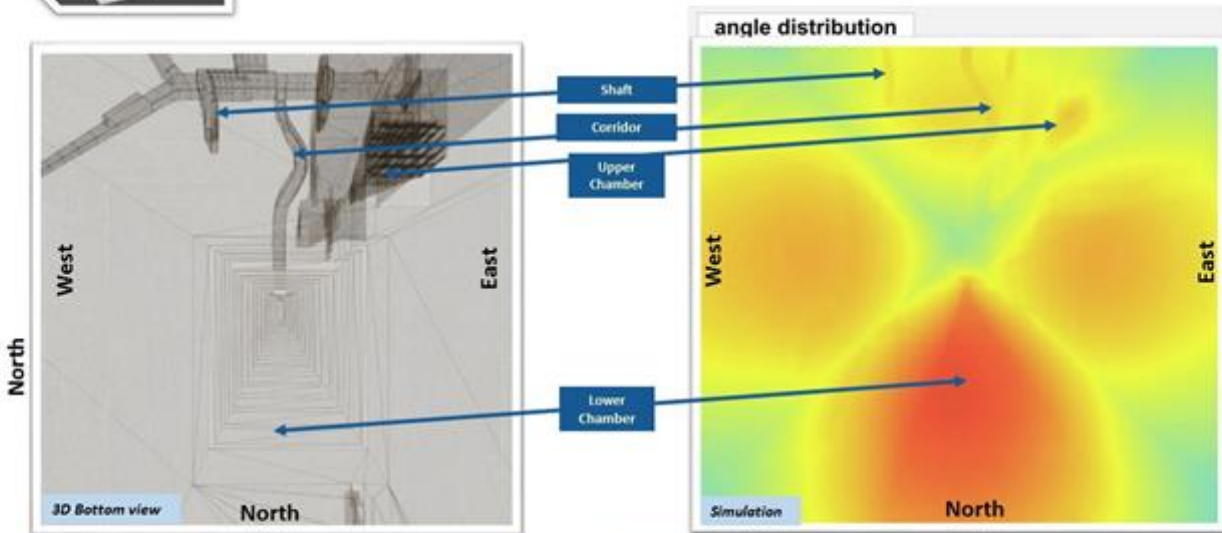 angle distribution
Shaft
Corridor
Upper
Chamber
West
East
West
East
North
Lower
Chamber
3D Bottom view
North
Simulation
North